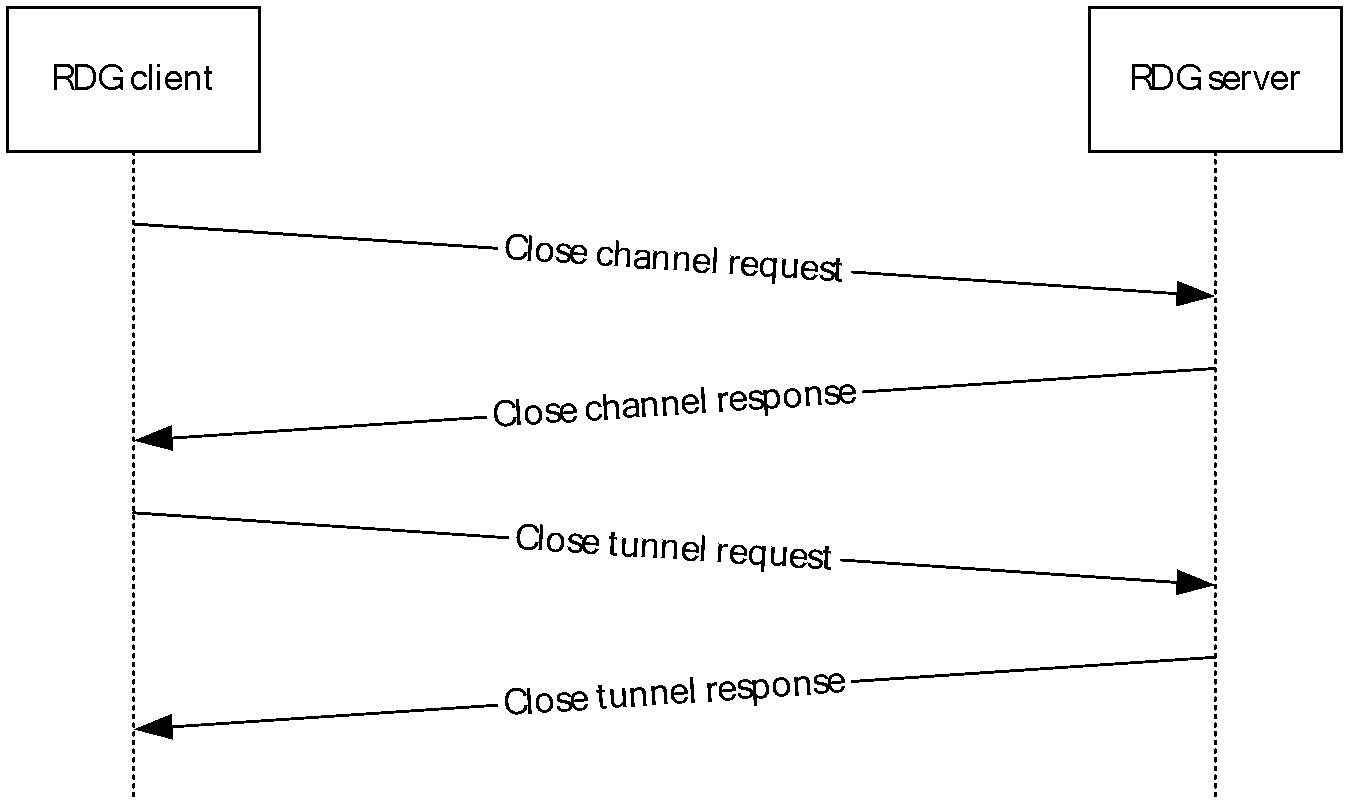 RDG client
RDG server
Close channel request
Close channel response
Close tunnel request
Close tunnel response